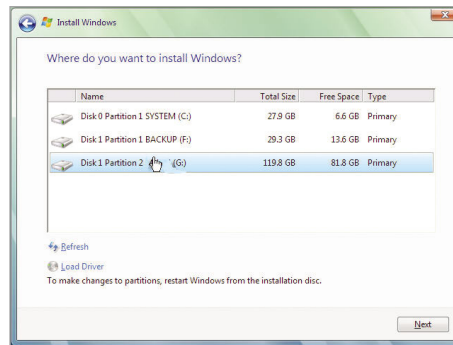 Install Windows
Where do you want to install Windows?
Name Total Size Free Space Type
Disk 0 Partition 1 SYSTEM (C:) 27.9 GB 6.6 GB Primary
Disk 1 Partition 1 BACKUP (F:) 29.3 GB 13.6 GB Primary
Disk 1 Partition 2 (G:) 119.8 GB 81.8 GB Primary
Refresh
Load Driver
To make changes to partitions, restart Windows from the installation disc.
Next